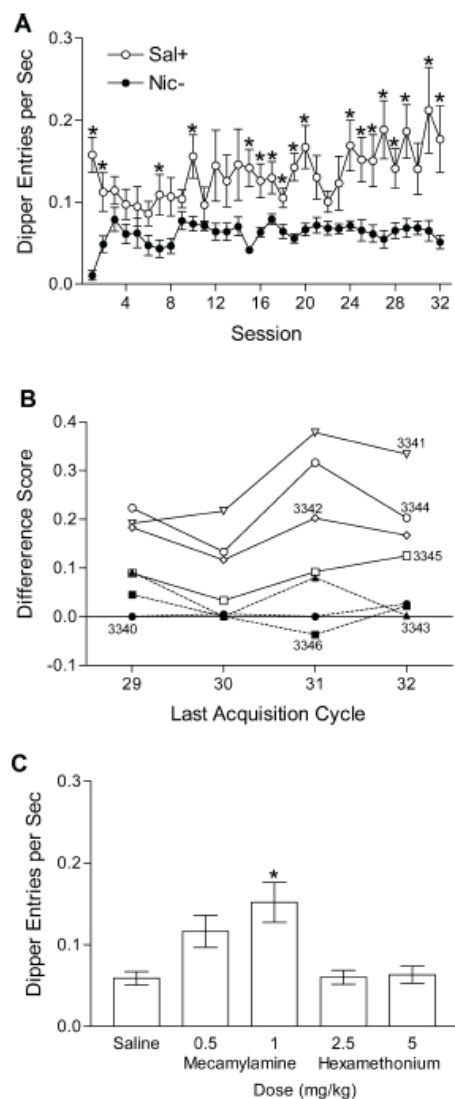 A
Sal+
Nic-
Dipper Entries per Sec
0.3
0.2
0.1
0.0
* * * * * * * * * * * * * * * * *
4 8 12 16 20 24 28 32
Session
B
Differerence Score
0.4
0.3
0.2
0.1
0.0
-0.1
3341
3344
3342
3345
3340
3346
3343
29 30 31 32
Last Acquisition Cycle
C
Dipper Entries per Sec
0.3
0.2
0.1
0.0
*
Saline 0.5 1 2.5 5
Mecamylamine Hexamethonium
Dose (mg/kg)